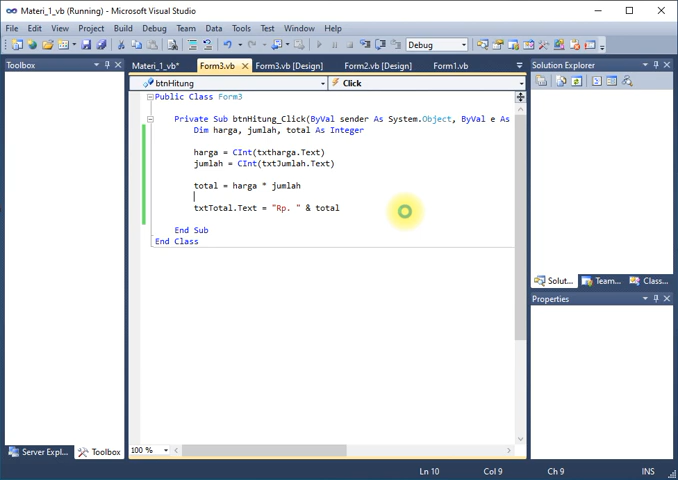 Materi_1_vb (Running) - Microsoft Visual Studio
File Edit View Project Build Debug Team Data Tools Test Window Help
Debug
Toolbox
Materi_1_vb* Form3.vb Form3.vb [Design] Form2.vb [Design] Form1.vb
Solution Explorer
btnHitung Click
Public Class Form3
Private Sub btnHitung_Click(ByVal sender As System.Object, ByVal e As
Dim harga, jumlah, total As Integer
harga = CInt(txtharga.Text)
jumlah = CInt(txtJumlah.Text)
total = harga * jumlah
txtTotal.Text = "Rp. " & total
End Sub
End Class
Solut... Team... Class...
Properties
100 %
Server Expl... Toolbox
Ln 10 Col 9 Ch 9 INS